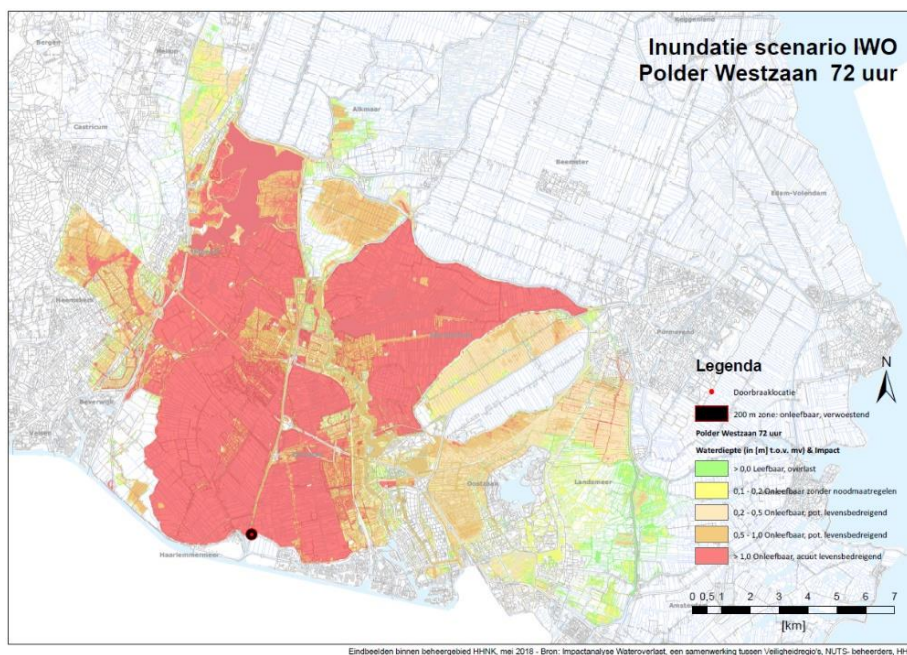 Inundatie scenario IWO
Polder Westzaan 72 uur
Bergen
Heiloo
Castricum
Alkmaar
Koggenland
Beemster
Edam-Volendam
Heemskerk
Purmerend
Beverwijk
Velsen
Oostzaan
Landsmeer
Haarlemmermeer
Amsterdam
N
Legenda
Doorbraaklocatie
200 m zone: onleefbaar, verwoestend
Polder Westzaan 72 uur
Waterdiepte (in [m] t.o.v. mv) & Impact
> 0,0 Leefbaar, overlast
0,1 - 0,2 Onleefbaar zonder noodmaatregelen
0,2 - 0,5 Onleefbaar, pot. levensbedreigend
0,5 - 1,0 Onleefbaar, pot. levensbedreigend
> 1,0 Onleefbaar, acuut levensbedreigend
0 0,5 1 2 3 4 5 6 7
[km]
Eindbeelden binnen beheergebied HHNK, mei 2018 - Bron: Impactanalyse Wateroverlast, een samenwerking tussen Veiligheidregio's, NUTS- beheerders, HH